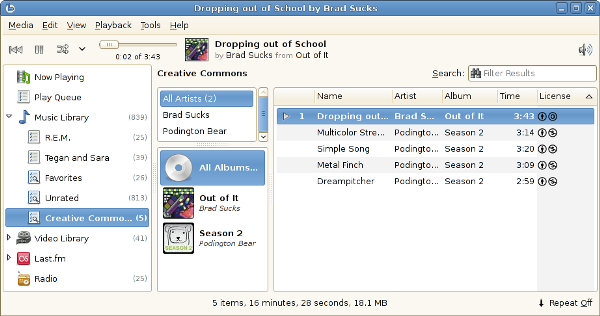 Dropping out of School by Brad Sucks
Media Edit View Playback Tools Help
0:02 of 3:43
Dropping out of School
by Brad Sucks from Out of It
Now Playing
Play Queue
Music Library (839)
R.E.M. (25)
Tegan and Sara (39)
Favorites (26)
Unrated (813)
Creative Commo... (5)
Video Library (41)
Last.fm
Radio (25)
Creative Commons
Search: Filter Results
All Artists (2)
Brad Sucks
Podington Bear
All Albums...
Out of It
Brad Sucks
Season 2
Podington Bear
SEASON 2
Name Artist Album Time License
1 Dropping out... Brad S... Out of It 3:43
Multicolor Stre... Podingto... Season 2 3:14
Simple Song Podingto... Season 2 3:20
Metal Finch Podingto... Season 2 3:09
Dreampitcher Podingto... Season 2 2:59
5 items, 16 minutes, 28 seconds, 18.1 MB
Repeat Off